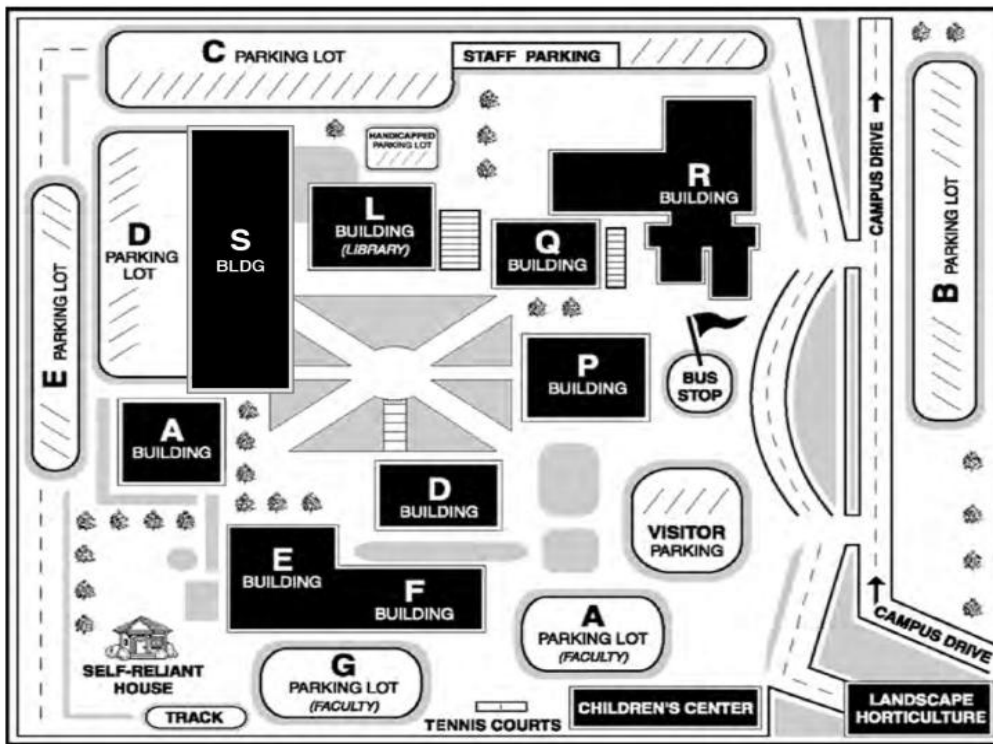 C PARKING LOT
STAFF PARKING
HANDICAPPED
PARKING LOT
CAMPUS DRIVE
B PARKING LOT
R
BUILDING
L
BUILDING
(LIBRARY)
Q
BUILDING
D
PARKING
LOT
S
BLDG
E PARKING LOT
P
BUILDING
BUS
STOP
A
BUILDING
D
BUILDING
VISITOR
PARKING
E
BUILDING
F
BUILDING
A
PARKING LOT
(FACULTY)
CAMPUS DRIVE
SELF-RELIANT
HOUSE
G
PARKING LOT
(FACULTY)
TRACK
TENNIS COURTS
CHILDREN'S CENTER
LANDSCAPE
HORTICULTURE